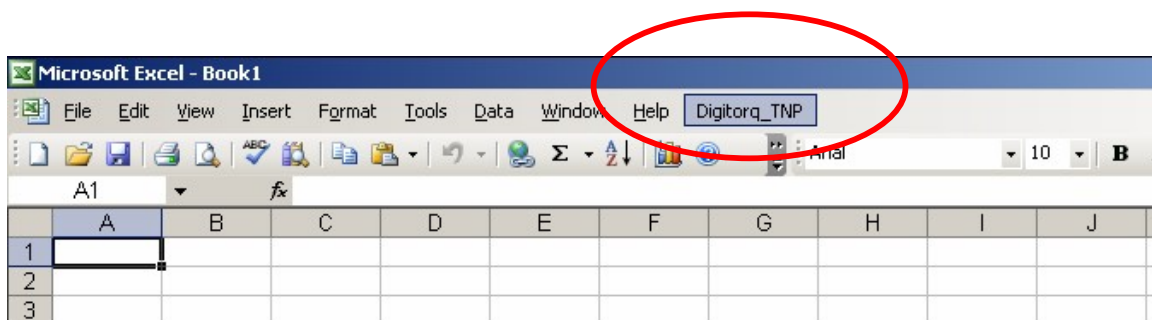 Microsoft Excel - Book1
File Edit View Insert Format Tools Data Window Help Digitorq_TNP
ABC Σ A Z Arial 10 B
A1 fx
A B C D E F G H I J
1
2
3